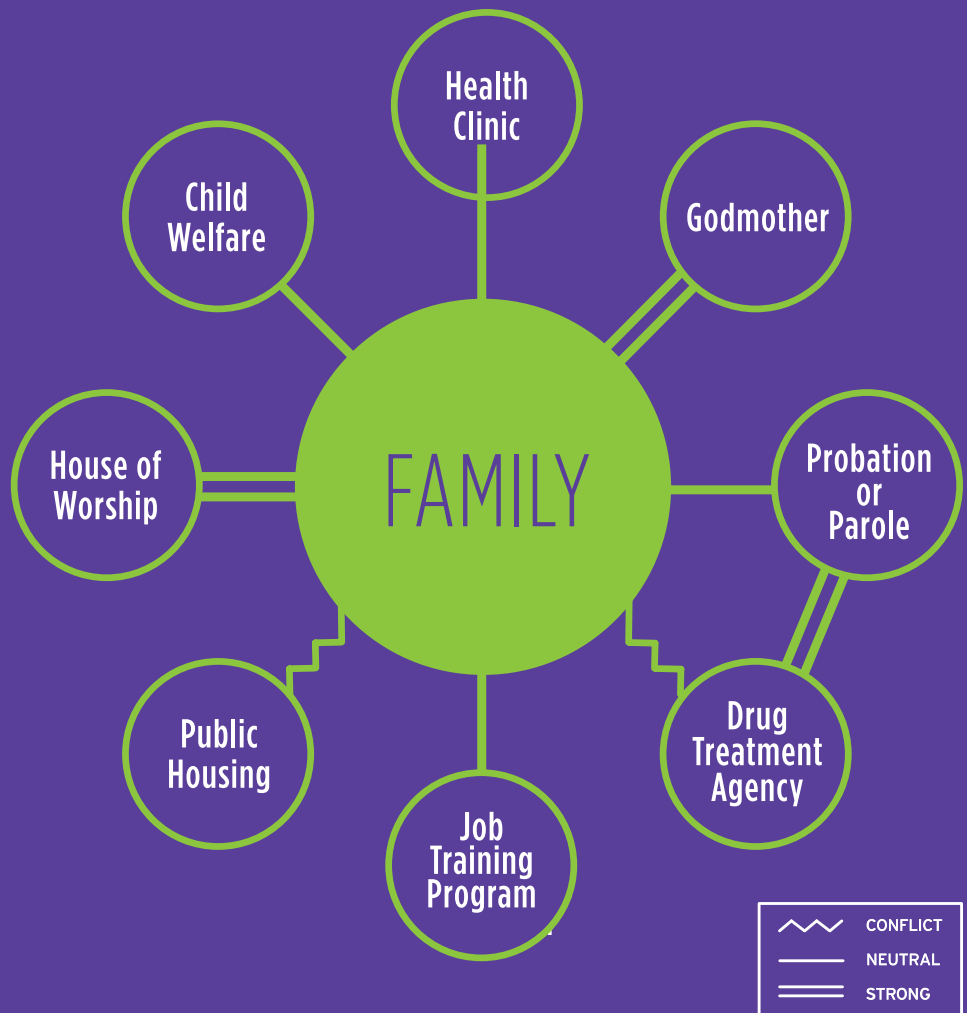 Health
Clinic
Child
Welfare
Godmother
House of
Worship
FAMILY
Probation
or
Parole
Public
Housing
Drug
Treatment
Agency
Job
Training
Program
CONFLICT
NEUTRAL
STRONG